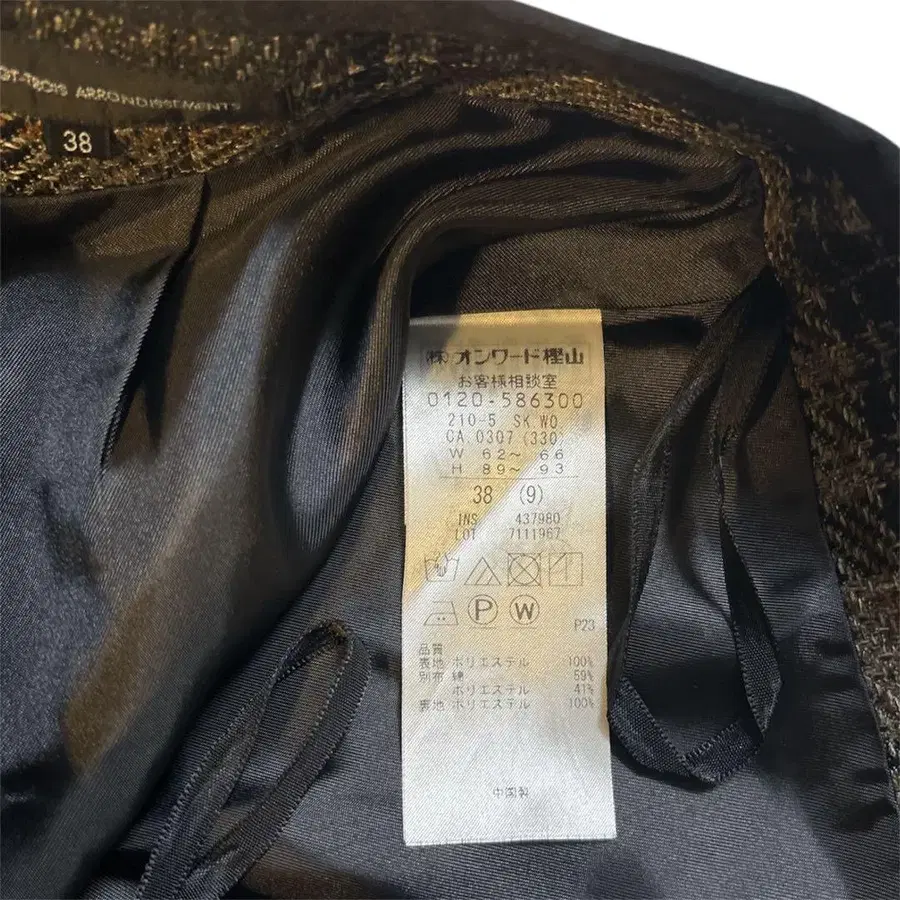 ARRONDISSEMENTS
38
㈱オンワード樫山
お客様相談室
0120-586300
210-5 SK.WO
CA.0307(330)
W 62～ 66
H 89～ 93
38 (9)
INS 437980
LOT 7111967
P W
P23
品質
表地 ポリエステル 100%
別布 綿 59%
ポリエステル 41%
裏地 ポリエステル 100%
中国製